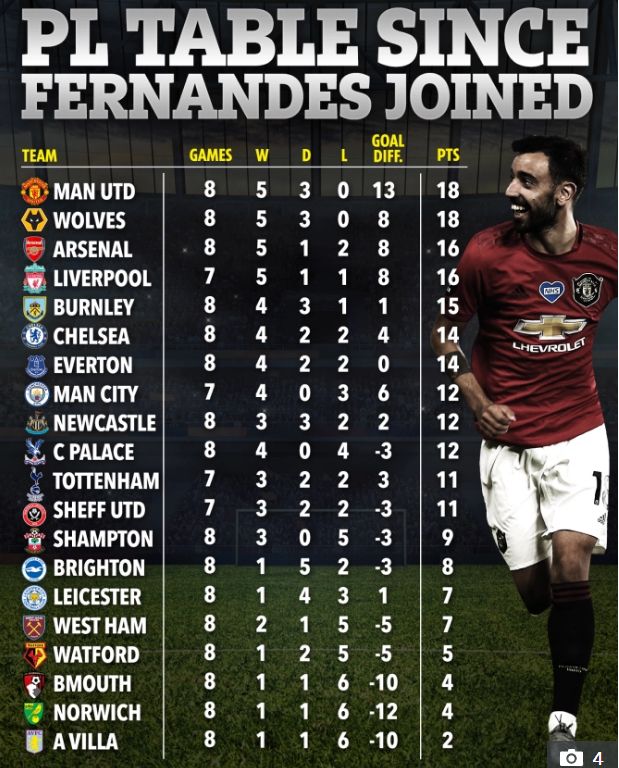 PL TABLE SINCE
FERNANDES JOINED
TEAM GAMES W D L GOAL DIFF. PTS
MAN UTD 8 5 3 0 13 18
WOLVES 8 5 3 0 8 18
ARSENAL 8 5 1 2 8 16
LIVERPOOL 7 5 1 1 8 16
BURNLEY 8 4 3 1 1 15
CHELSEA 8 4 2 2 4 14
EVERTON 8 4 2 2 0 14
MAN CITY 7 4 0 3 6 12
NEWCASTLE 8 3 3 2 2 12
C PALACE 8 4 0 4 -3 12
TOTTENHAM 7 3 2 2 3 11
SHEFF UTD 7 3 2 2 -3 11
SHAMPTON 8 3 0 5 -3 9
BRIGHTON 8 1 5 2 -3 8
LEICESTER 8 1 4 3 1 7
WEST HAM 8 2 1 5 -5 7
WATFORD 8 1 2 5 -5 5
BMOUTH 8 1 1 6 -10 4
NORWICH 8 1 1 6 -12 4
A VILLA 8 1 1 6 -10 2
NHS
CHEVROLET
1
4